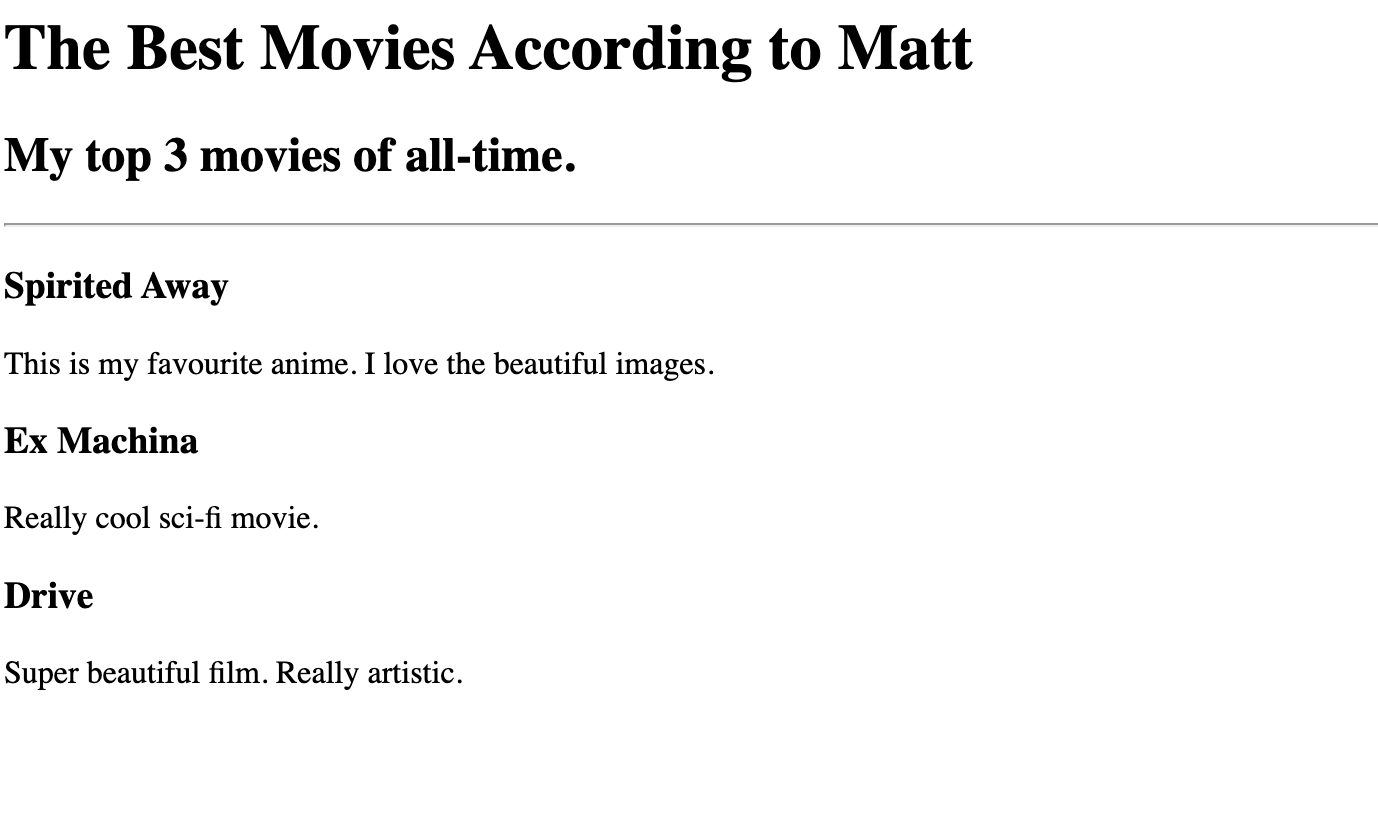 The Best Movies According to Matt
My top 3 movies of all-time.
Spirited Away
This is my favourite anime. I love the beautiful images.
Ex Machina
Really cool sci-fi movie.
Drive
Super beautiful film. Really artistic.